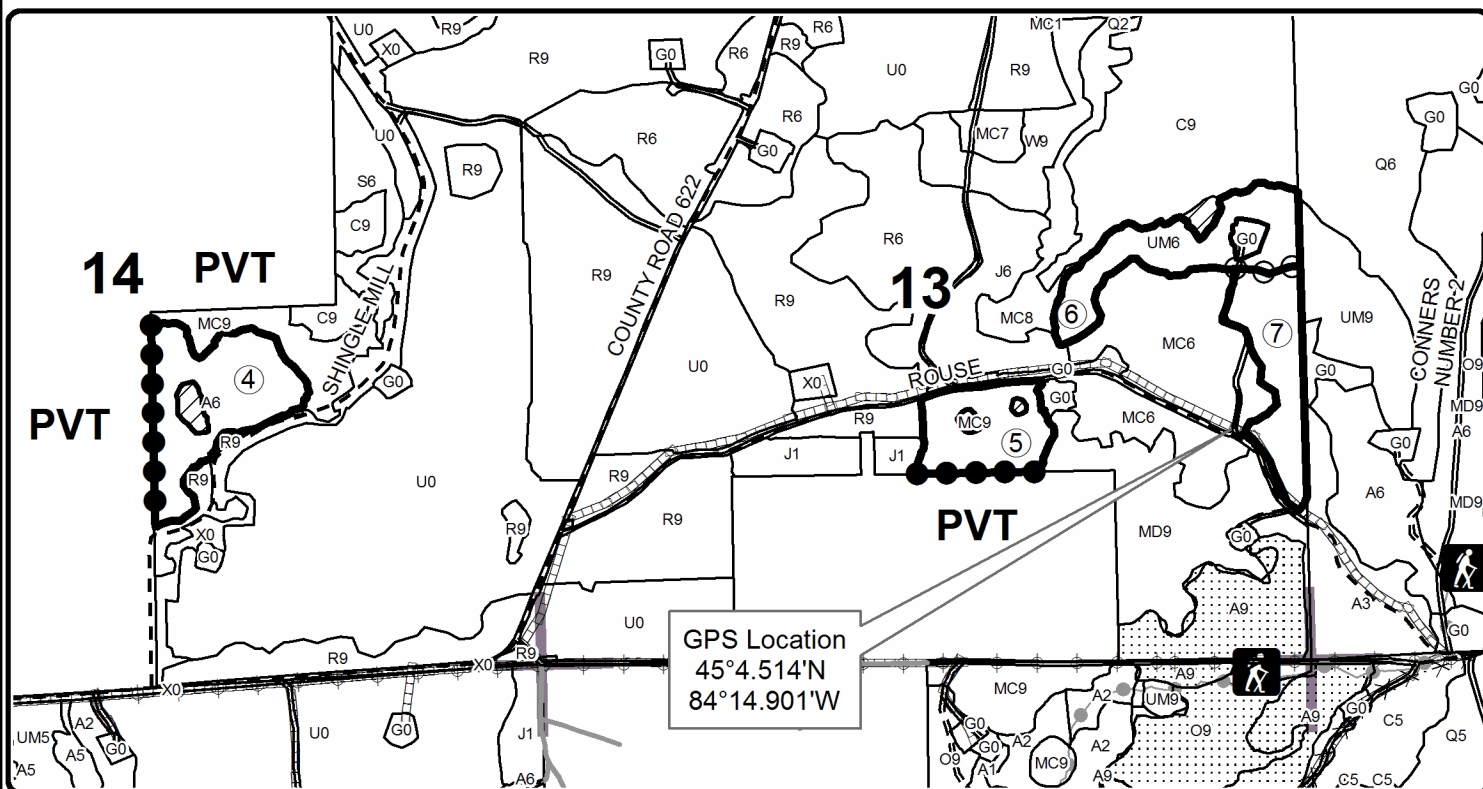 U0
R9
X0
R9
G0
R6
R9
R6
U0
MC1
Q2
R9
G0
G0
C9
U0
R6
R6
MC7
W9
G0
R9
S6
Q6
C9
COUNTY ROAD 622
R6
UM6
G0
14
PVT
R9
13
J6
SHINGLE-MILL
R9
CONNERS
NUMBER-2
MC9
C9
MC8
6
UM9
MC6
7
4
G0
U0
ROUSE
G0
X0
G0
O9
A6
PVT
G0
MD9
R9
MC9
MC6
A6
R9
5
G0
J1
J1
R9
R9
U0
A6
MD9
R9
R9
PVT
MD9
X0
G0
G0
A9
A3
U0
GPS Location
45°4.514'N
84°14.901'W
G0
R9
R9
X0
A9
X0
MC9
A2
UM9
A2
G0
U0
G0
J1
G0
A9
G0
C5
UM5
A5
G0
A2
A2
O9
Q5
A5
O9
A1
MC9
A9
A6
C5
C5